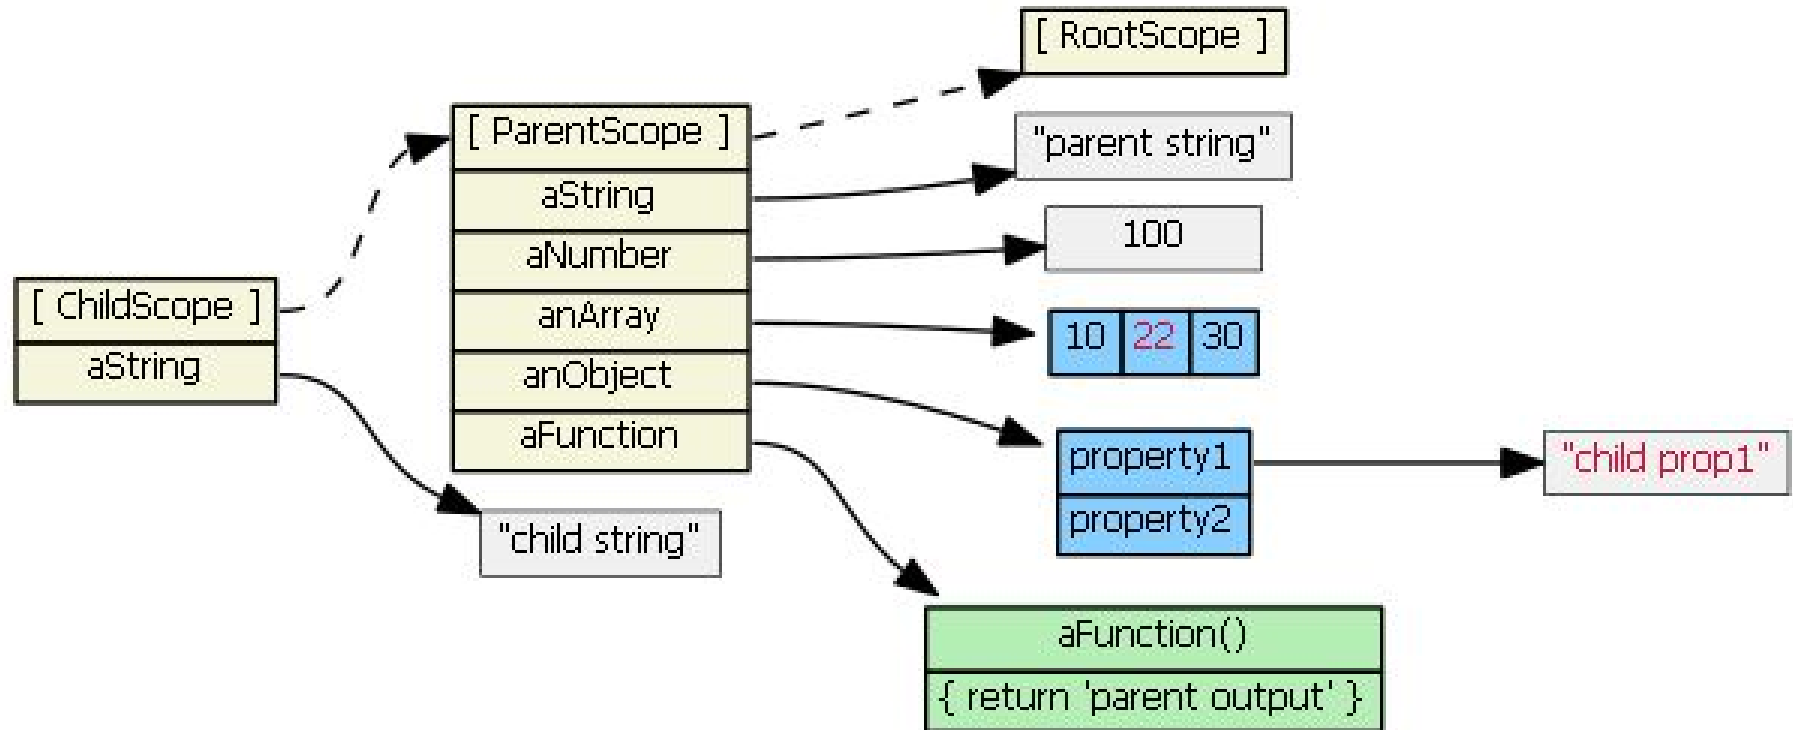 [ RootScope ]
[ ParentScope ]
"parent string"
aString
aNumber
100
[ ChildScope ]
anArray
10 22 30
aString
anObject
aFunction
property1
"child prop1"
property2
"child string"
aFunction()
{ return 'parent output' }